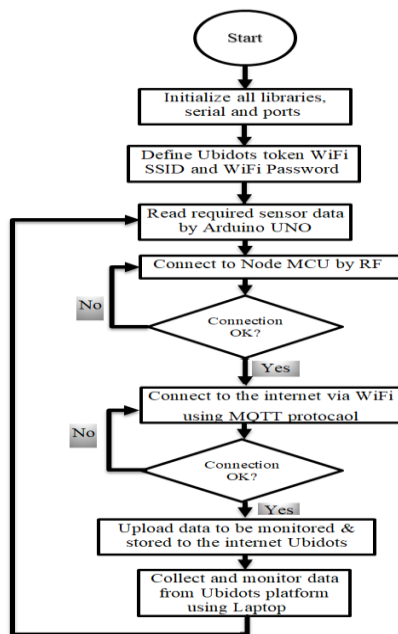 Start
Initialize all libraries,
serial and ports
Define Ubidots token WiFi
SSID and WiFi Password
Read required sensor data
by Arduino UNO
Connect to Node MCU by RF
No
Connection
OK?
Yes
Connect to the internet via WiFi
using MQTT protocaol
No
Connection
OK?
Yes
Upload data to be monitored &
stored to the internet Ubidots
Collect and monitor data
from Ubidots platform
using Laptop